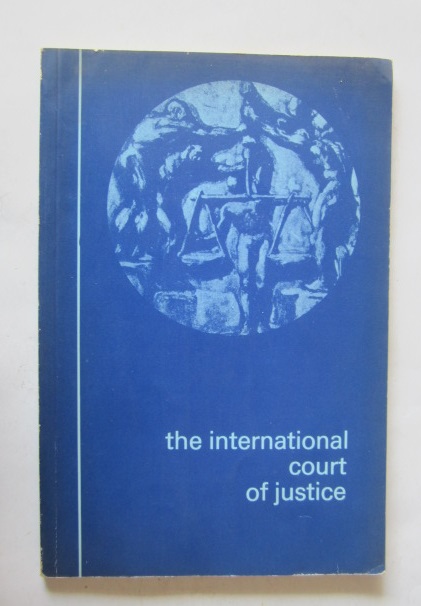 the international
court
of justice